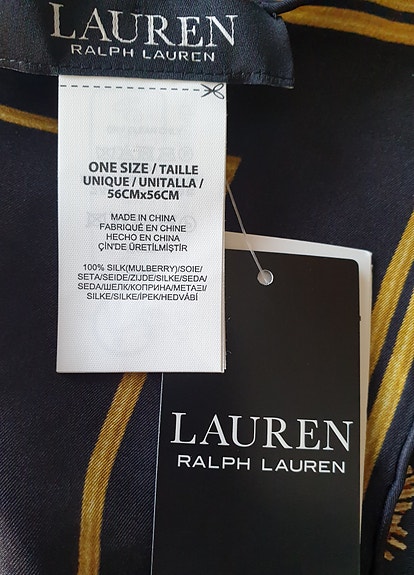 LAUREN
RALPH LAUREN
ONE SIZE / TAILLE
UNIQUE / UNITALLA /
56CMx56CM
MADE IN CHINA
FABRIQUÉ EN CHINE
HECHO EN CHINA
ÇİN'DE ÜRETİLMİŞTİR
100% SILK(MULBERRY)/SOIE/
SETA/SEIDE/ZIJDE/SILKE/SEDA/
SEDA/ШЕЛК/КОПРИНА/ΜΕΤΑΞΙ/
SILKE/SILKE/İPEK/HEDVÁBÍ
LAUREN
RALPH LAUREN